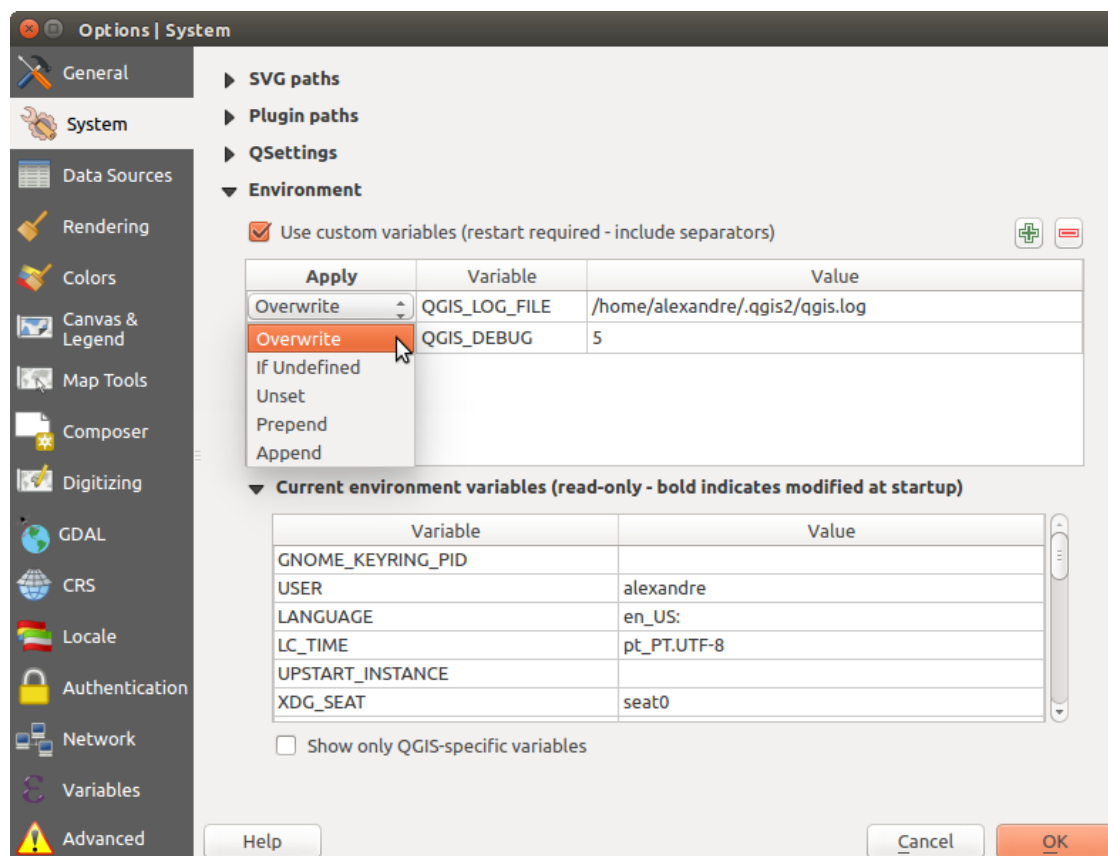 Options | System
General
System
Data Sources
Rendering
Colors
Canvas &
Legend
Map Tools
Composer
Digitizing
GDAL
CRS
Locale
Authentication
Network
Variables
Advanced
SVG paths
Plugin paths
QSettings
Environment
Use custom variables (restart required - include separators)
Apply Variable Value
Overwrite QGIS_LOG_FILE /home/alexandre/.qgis2/qgis.log
Overwrite QGIS_DEBUG 5
If Undefined
Unset
Prepend
Append
Current environment variables (read-only - bold indicates modified at startup)
Variable Value
GNOME_KEYRING_PID
USER alexandre
LANGUAGE en_US:
LC_TIME pt_PT.UTF-8
UPSTART_INSTANCE
XDG_SEAT seat0
Show only QGIS-specific variables
Help Cancel OK